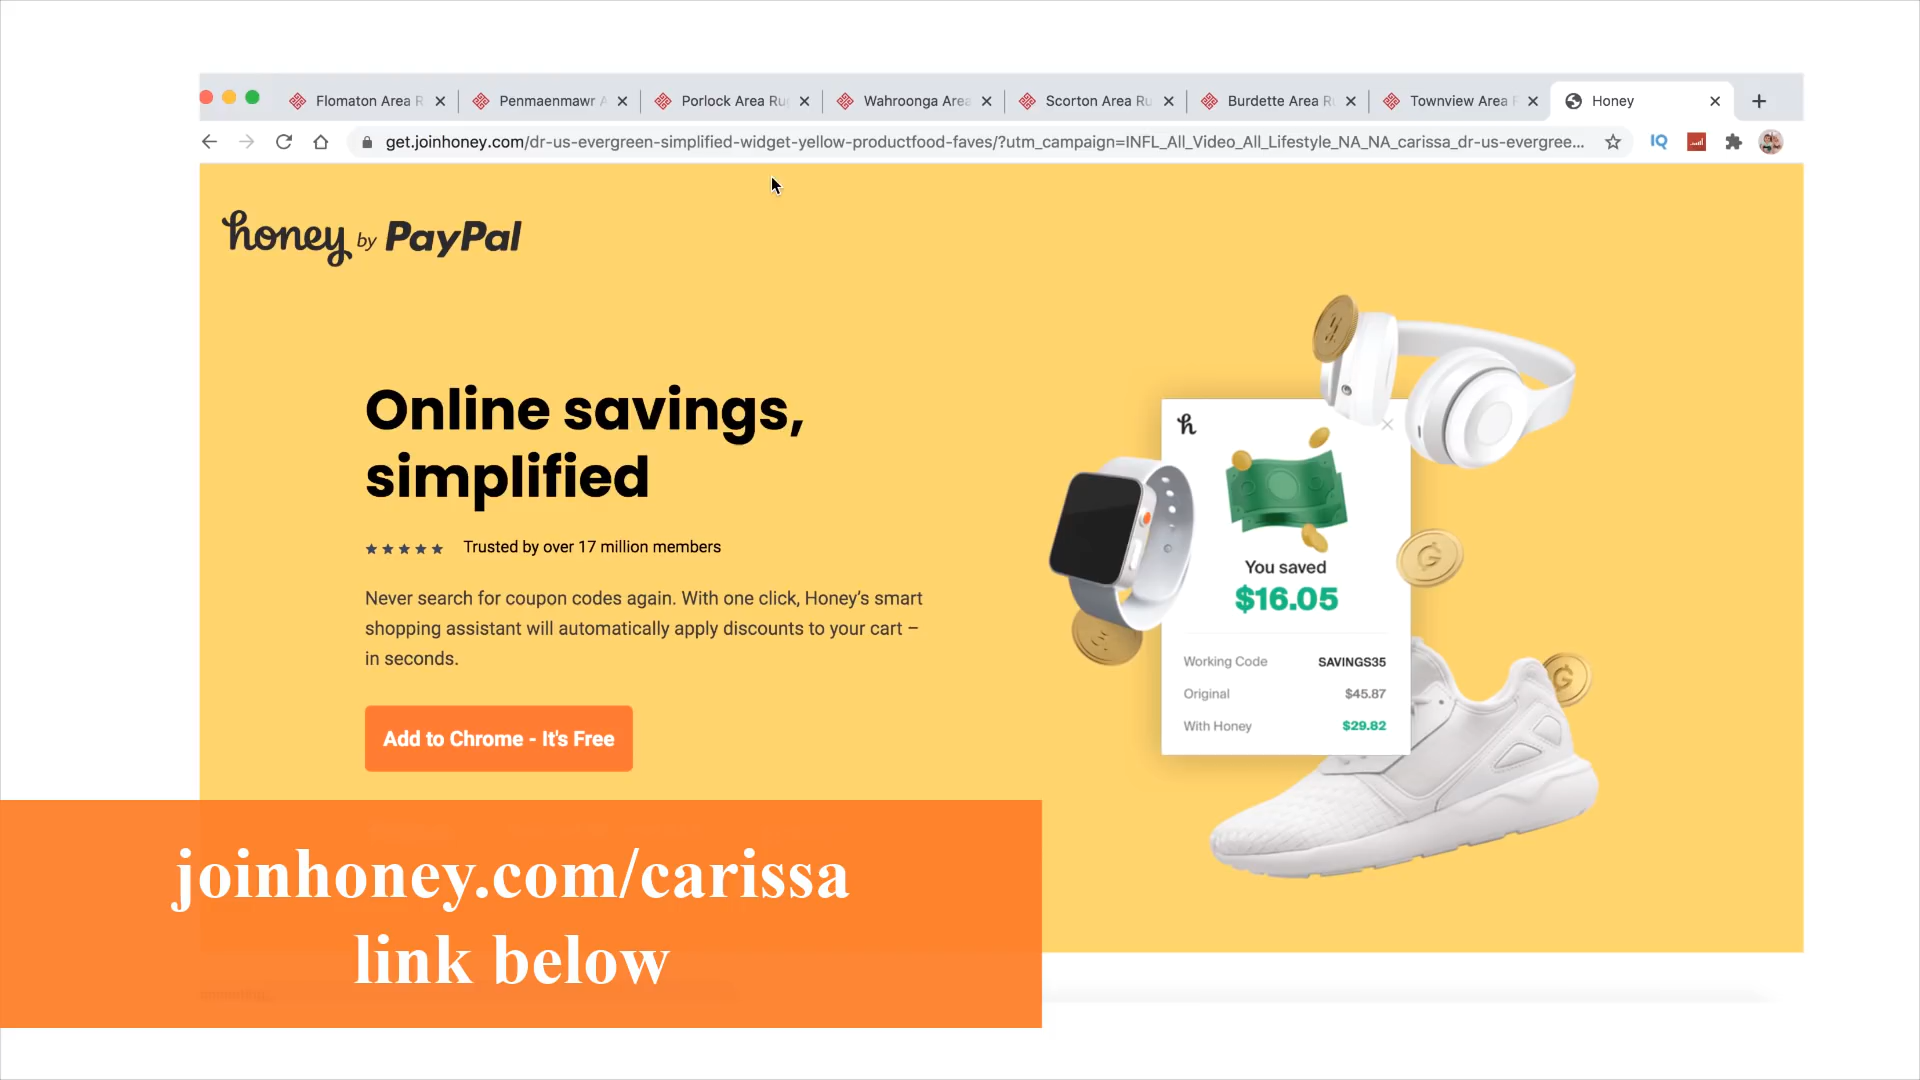 Flomaton Area R
Penmaenmawr A
Porlock Area Ru
Wahroonga Area
Scorton Area Ru
Burdette Area R
Townview Area
Honey
get.joinhoney.com/dr-us-evergreen-simplified-widget-yellow-productfood-faves/?utm_campaign=INFL_All_Video_All_Lifestyle_NA_NA_carissa_dr-us-evergree...
IQ
honey by PayPal
Online savings,
simplified
Trusted by over 17 million members
Never search for coupon codes again. With one click, Honey's smart
shopping assistant will automatically apply discounts to your cart –
in seconds.
Add to Chrome - It's Free
h
You saved
$16.05
Working Code SAVINGS35
Original $45.87
With Honey $29.82
G
G
joinhoney.com/carissa
link below